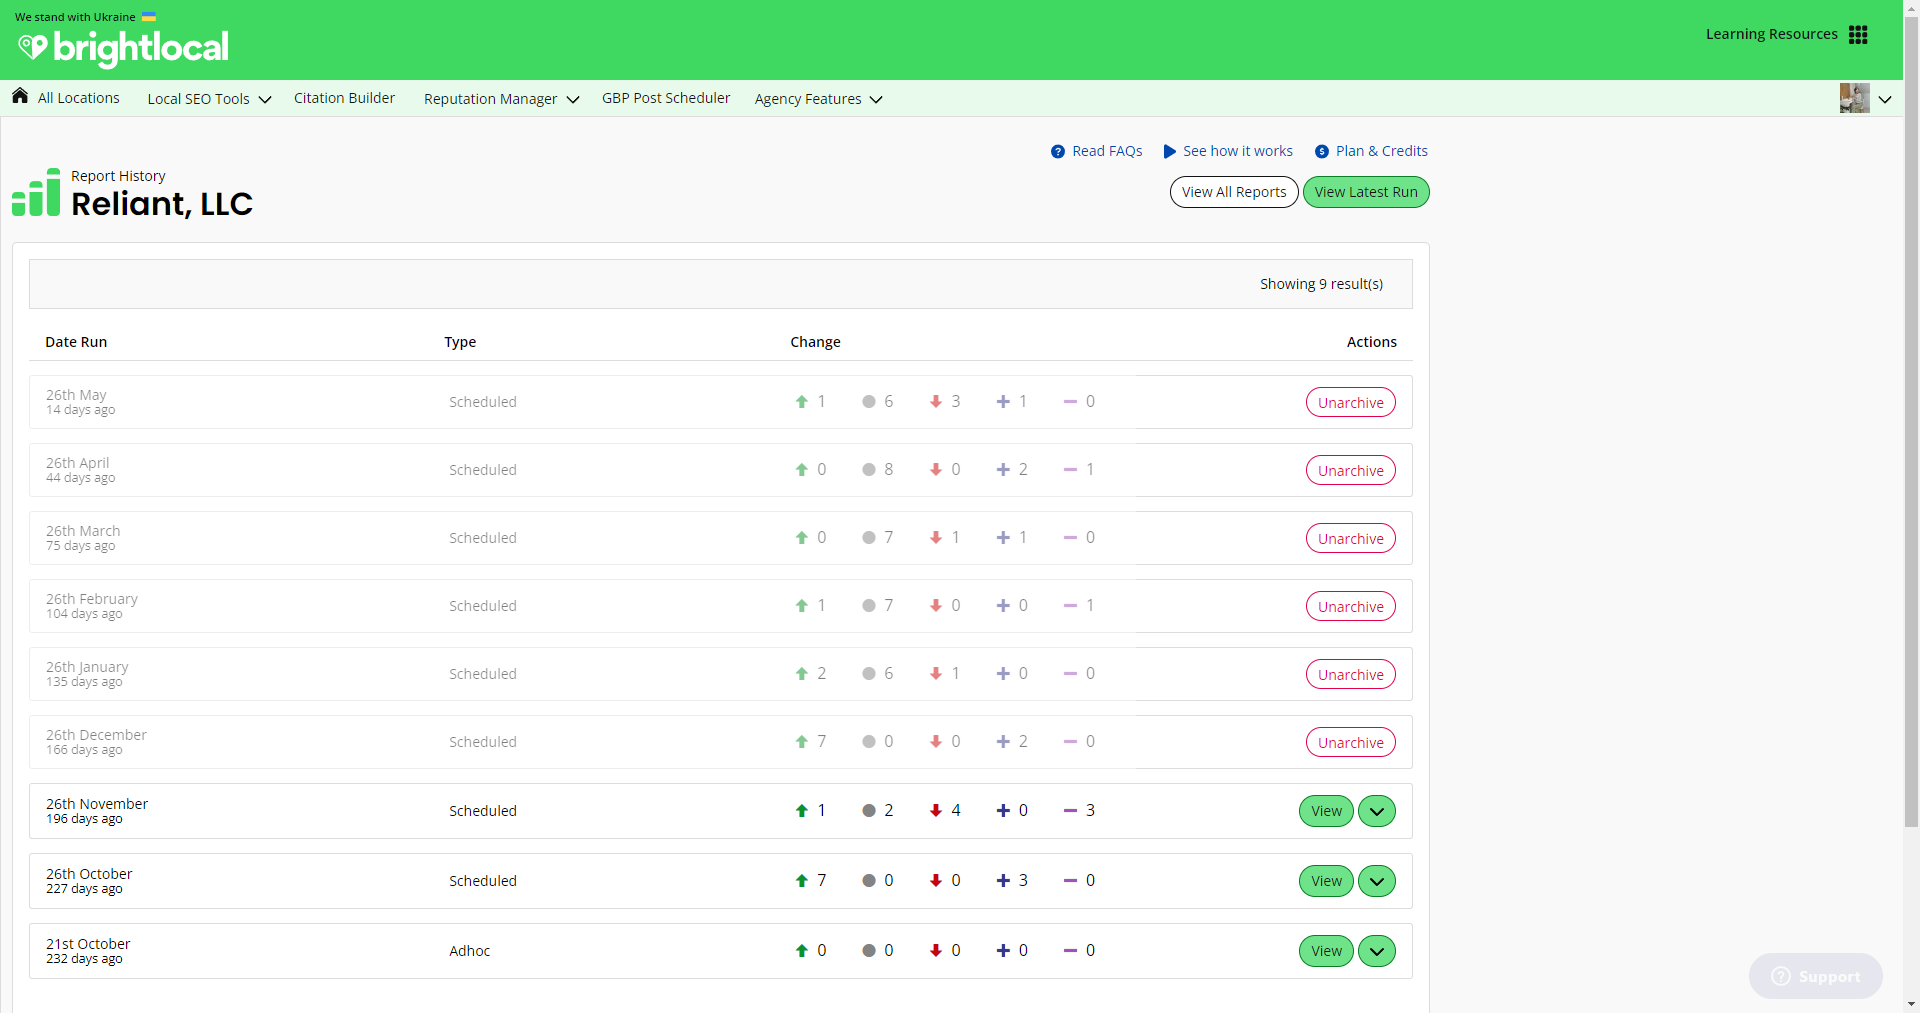 We stand with Ukraine
brightlocal
Learning Resources
All Locations Local SEO Tools Citation Builder Reputation Manager GBP Post Scheduler Agency Features
Read FAQs See how it works Plan & Credits
Report History
Reliant, LLC
View All Reports View Latest Run
Showing 9 result(s)
Date Run Type Change Actions
26th May
14 days ago
Scheduled 1 6 3 1 0 Unarchive
26th April
44 days ago
Scheduled 0 8 0 2 1 Unarchive
26th March
75 days ago
Scheduled 0 7 1 1 0 Unarchive
26th February
104 days ago
Scheduled 1 7 0 0 1 Unarchive
26th January
135 days ago
Scheduled 2 6 1 0 0 Unarchive
26th December
166 days ago
Scheduled 7 0 0 2 0 Unarchive
26th November
196 days ago
Scheduled 1 2 4 0 3 View
26th October
227 days ago
Scheduled 7 0 0 3 0 View
21st October
232 days ago
Adhoc 0 0 0 0 0 View
Support